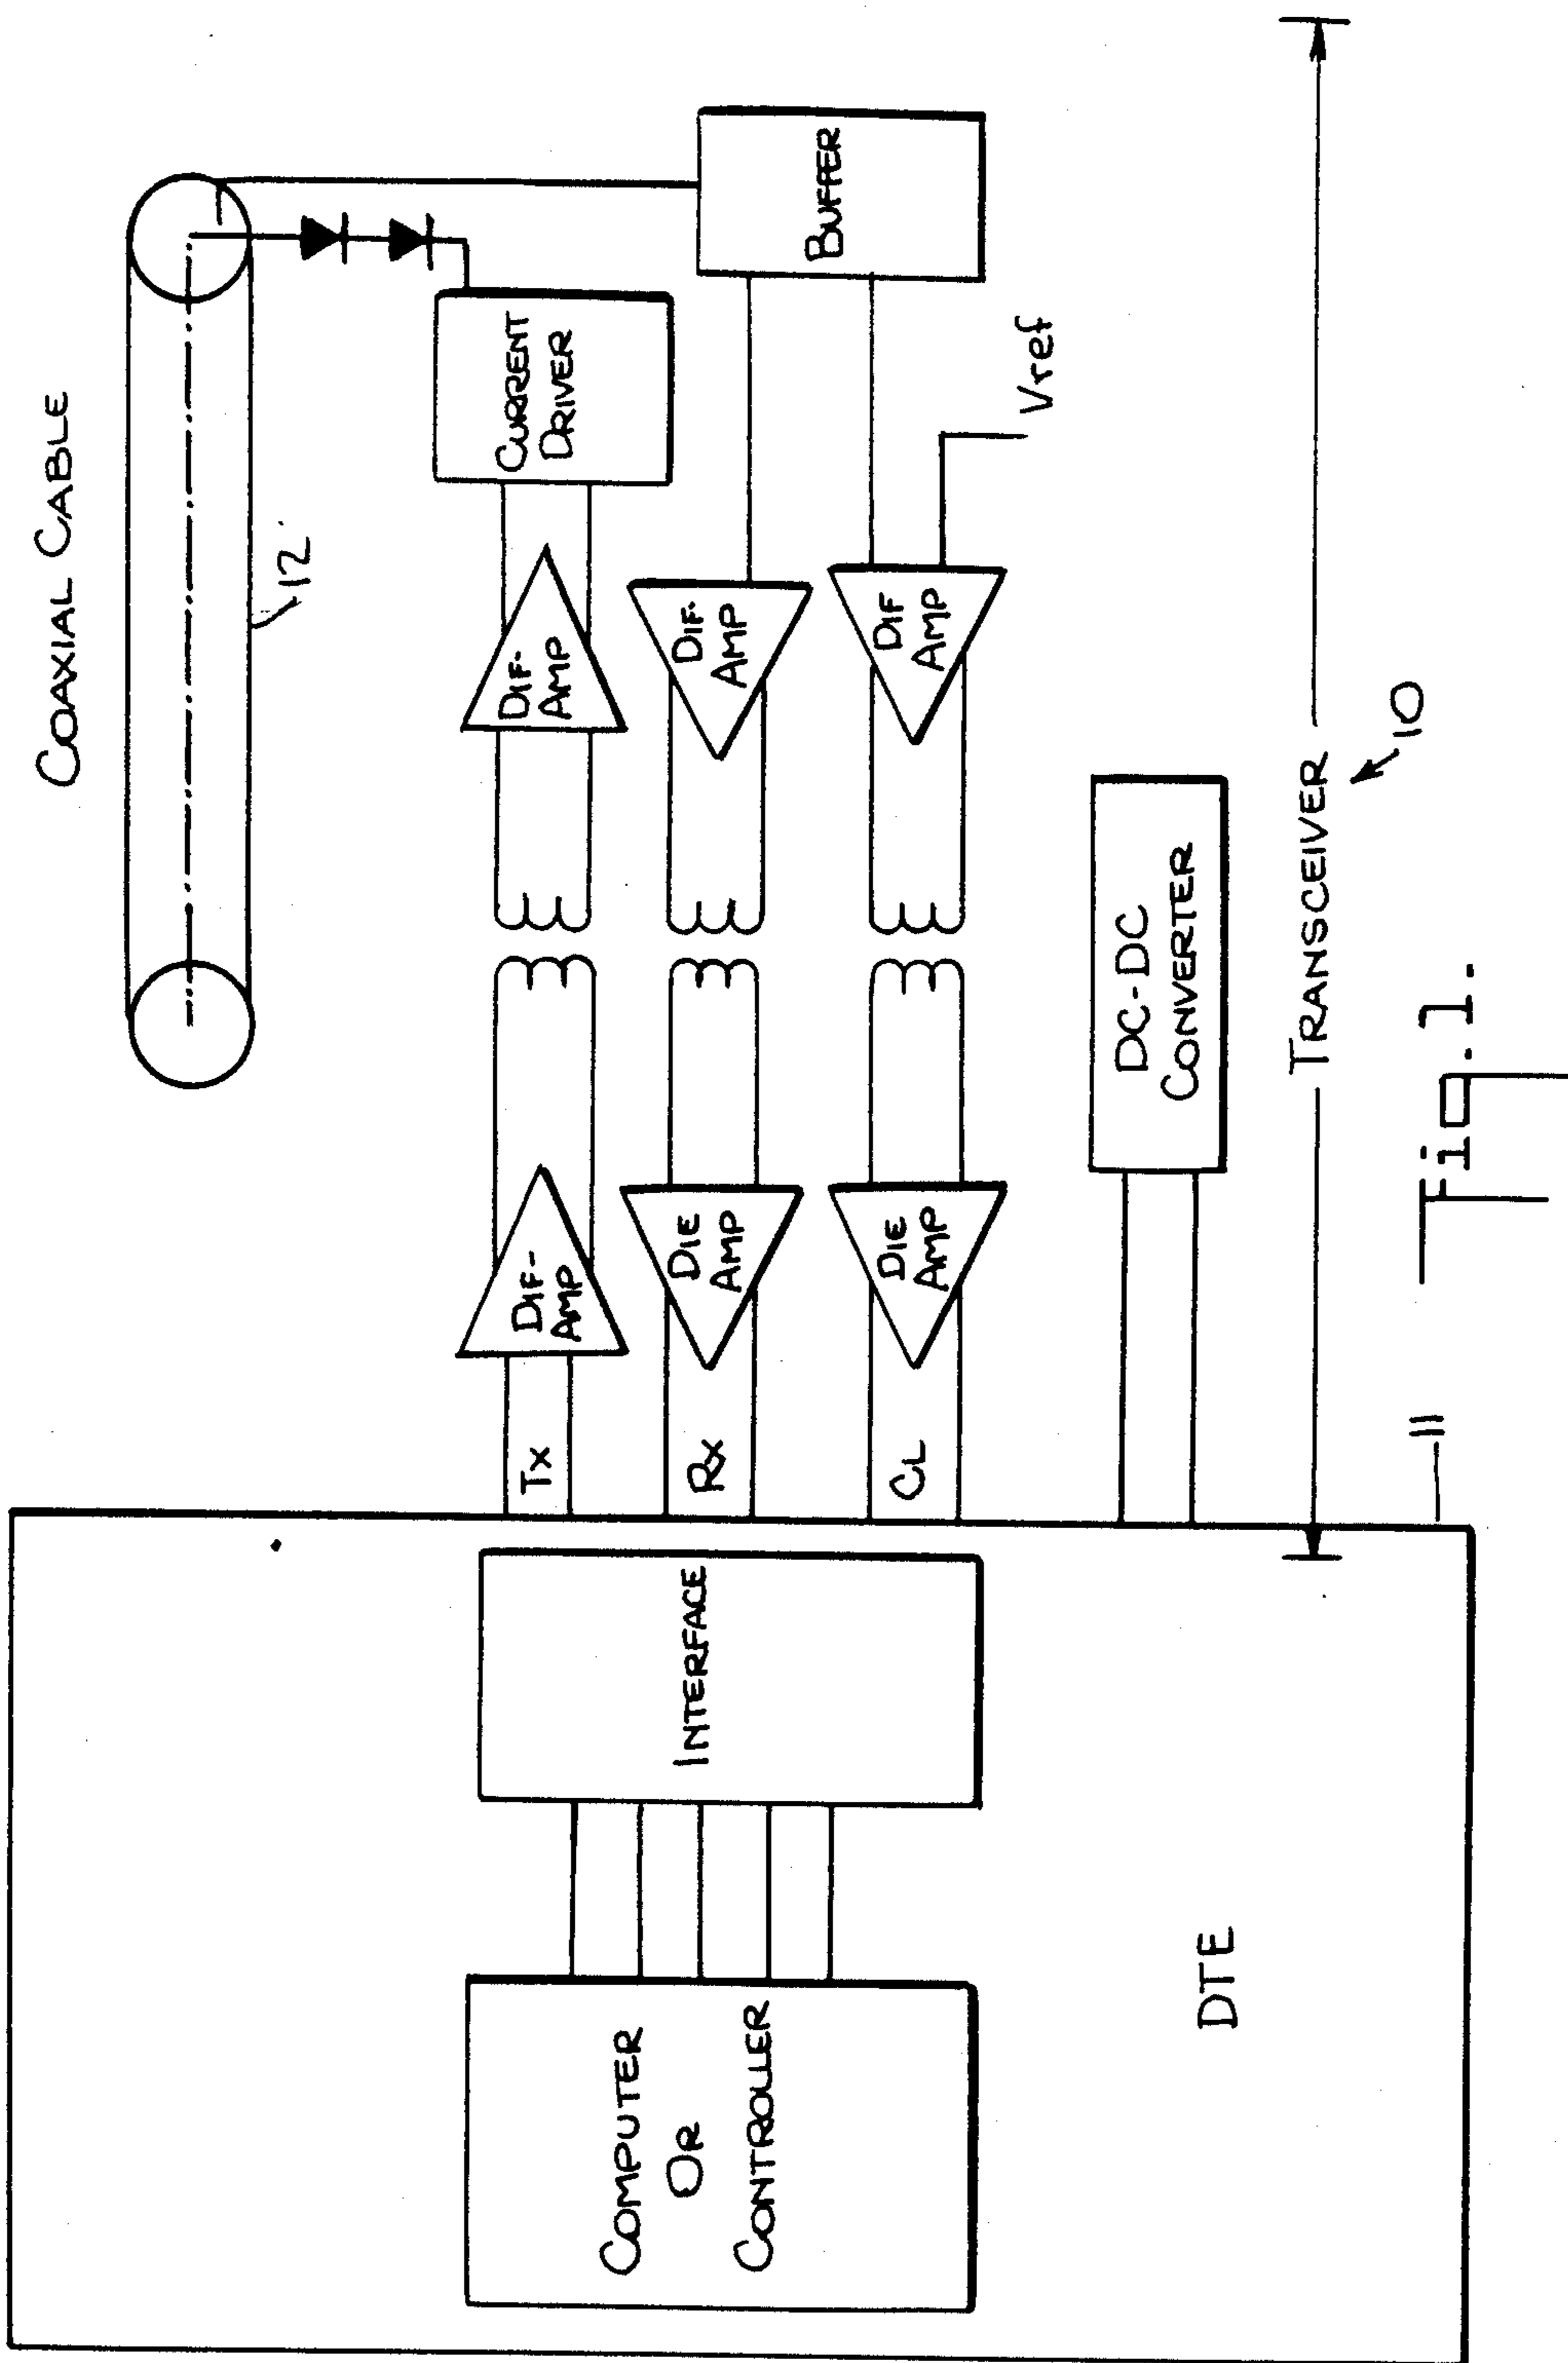 COAXIAL CABLE
12
CURRENT
DRIVER
BUFFER
DIF-
AMP
DIF-
AMP
DIF
AMP
Vref
DIF-
AMP
DIE
AMP
DIE
AMP
Tx
Rx
CL
DC-DC
CONVERTER
TRANSCEIVER
10
11
INTERFACE
COMPUTER
OR
CONTROLLER
DTE
Fig.1.